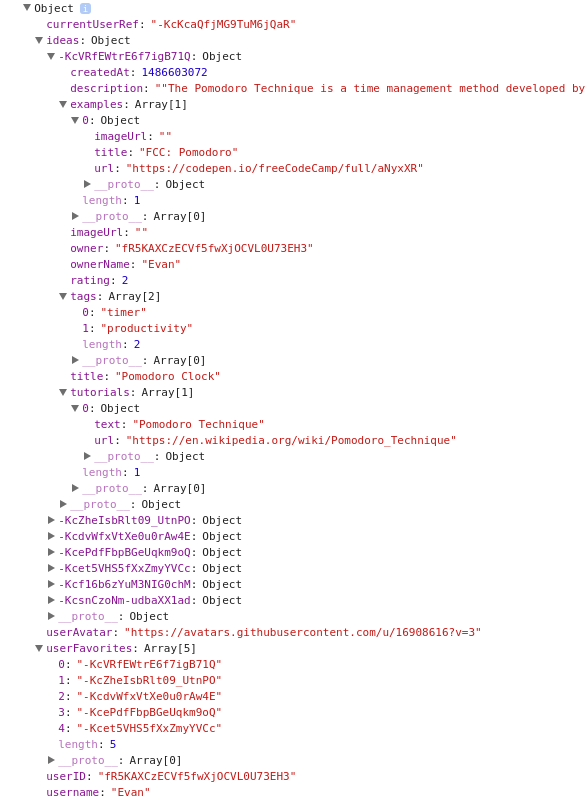 Object i
currentUserRef: "-KcKcaQfjMG9TuM6jQaR"
ideas: Object
-KcVRfEWtrE6f7igB71Q: Object
createdAt: 1486603072
description: ""The Pomodoro Technique is a time management method developed by
examples: Array[1]
0: Object
imageUrl: ""
title: "FCC: Pomodoro"
url: "https://codepen.io/freeCodeCamp/full/aNyxXR"
__proto__: Object
length: 1
__proto__: Array[0]
imageUrl: ""
owner: "fR5KAXCzECVf5fwXjOCVL0U73EH3"
ownerName: "Evan"
rating: 2
tags: Array[2]
0: "timer"
1: "productivity"
length: 2
__proto__: Array[0]
title: "Pomodoro Clock"
tutorials: Array[1]
0: Object
text: "Pomodoro Technique"
url: "https://en.wikipedia.org/wiki/Pomodoro_Technique"
__proto__: Object
length: 1
__proto__: Array[0]
__proto__: Object
-KcZheIsbRlt09_UtnPO: Object
-KcdvWfxVtXe0u0rAw4E: Object
-KcePdfFbpBGeUqkm9oQ: Object
-Kcet5VHS5fXxZmyYVCc: Object
-Kcf16b6zYuM3NIG0chM: Object
-KcsnCzoNm-udbaXX1ad: Object
__proto__: Object
userAvatar: "https://avatars.githubusercontent.com/u/16908616?v=3"
userFavorites: Array[5]
0: "-KcVRfEWtrE6f7igB71Q"
1: "-KcZheIsbRlt09_UtnPO"
2: "-KcdvWfxVtXe0u0rAw4E"
3: "-KcePdfFbpBGeUqkm9oQ"
4: "-Kcet5VHS5fXxZmyYVCc"
length: 5
__proto__: Array[0]
userID: "fR5KAXCzECVf5fwXjOCVL0U73EH3"
username: "Evan"